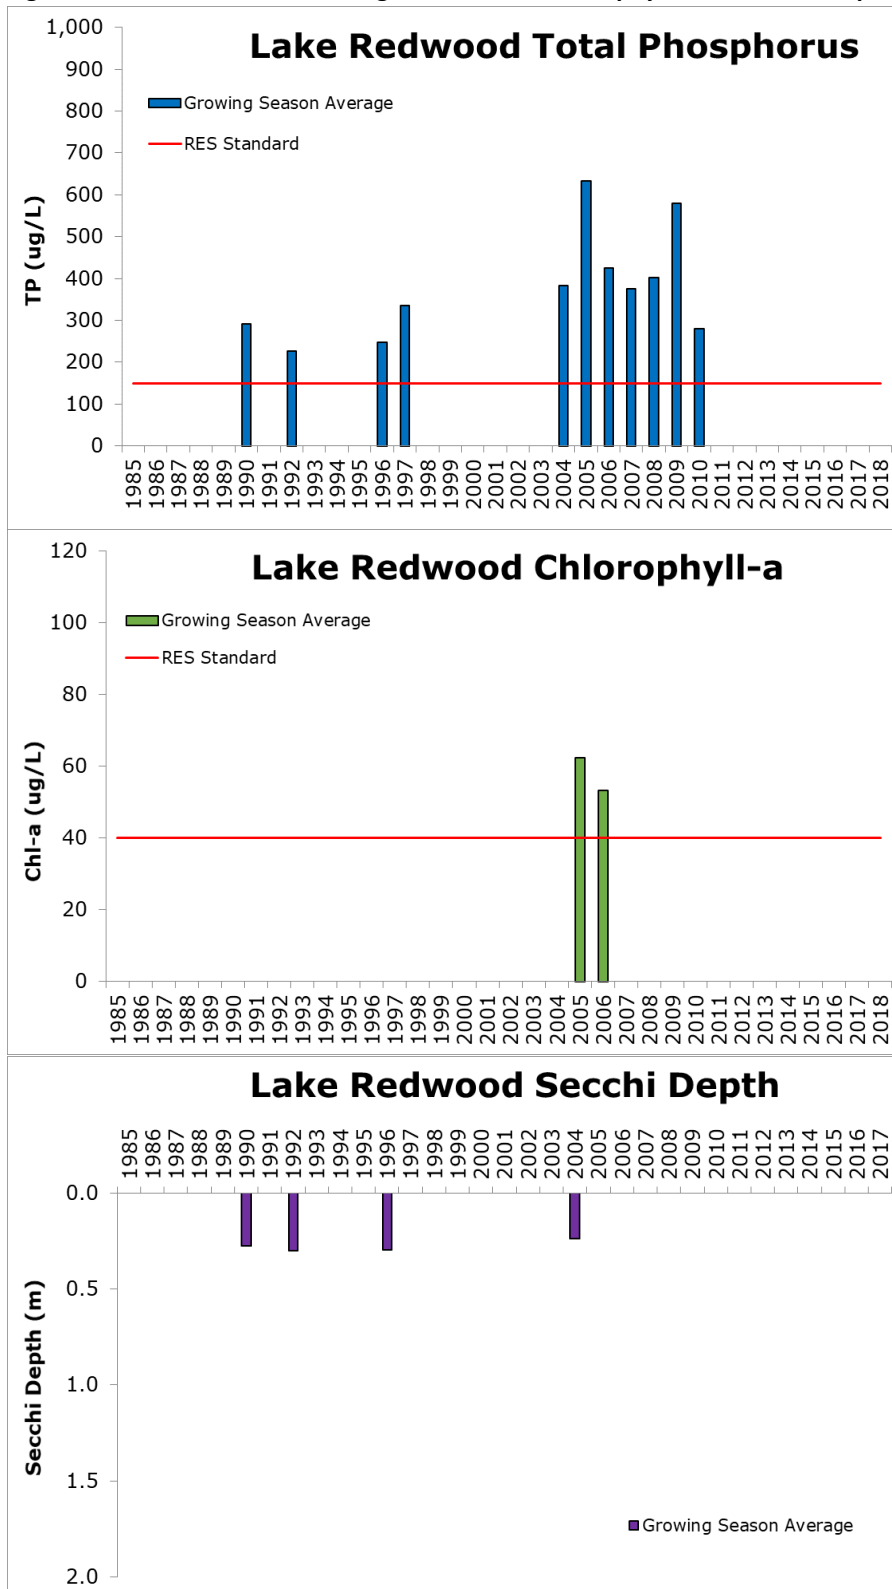 Lake Redwood Total Phosphorus
1,000
900
800
700
600
500
400
300
200
100
0
TP (ug/L)
Growing Season Average
RES Standard
1985 1986 1987 1988 1989 1990 1991 1992 1993 1994 1995 1996 1997 1998 1999 2000 2001 2002 2003 2004 2005 2006 2007 2008 2009 2010 2011 2012 2013 2014 2015 2016 2017 2018
Lake Redwood Chlorophyll-a
120
100
80
60
40
20
0
Chl-a (ug/L)
Growing Season Average
RES Standard
1985 1986 1987 1988 1989 1990 1991 1992 1993 1994 1995 1996 1997 1998 1999 2000 2001 2002 2003 2004 2005 2006 2007 2008 2009 2010 2011 2012 2013 2014 2015 2016 2017 2018
Lake Redwood Secchi Depth
1985 1986 1987 1988 1989 1990 1991 1992 1993 1994 1995 1996 1997 1998 1999 2000 2001 2002 2003 2004 2005 2006 2007 2008 2009 2010 2011 2012 2013 2014 2015 2016 2017
0.0
0.5
1.0
1.5
2.0
Secchi Depth (m)
Growing Season Average